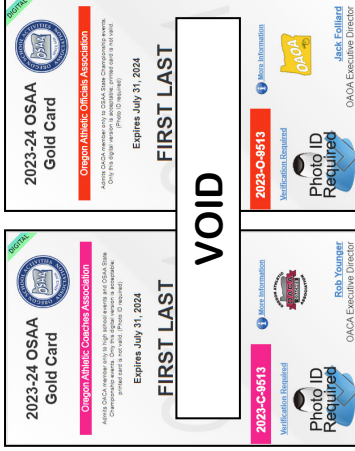 DIGITAL
2023-24 OSAA
Gold Card
OSAA
Oregon Athletic Coaches Association
Admits OACA member only to high school events and OSAA State
Championship events. Only this digital version is acceptable;
printed card is not valid. (Photo ID required)
Expires July 31, 2024
FIRST LAST
2023-C-9513
More Information
Verification Required
Photo ID
Required
OACA
Rob Younger
OACA Executive Director
DIGITAL
2023-24 OSAA
Gold Card
OSAA
Oregon Athletic Officials Association
Admits OAOA member only to OSAA State Championship events.
Only this digital version is acceptable; printed card is not valid.
(Photo ID required)
Expires July 31, 2024
FIRST LAST
2023-O-9513
More Information
Verification Required
Photo ID
Required
OAOA
Jack Folliard
OAOA Executive Director
VOID